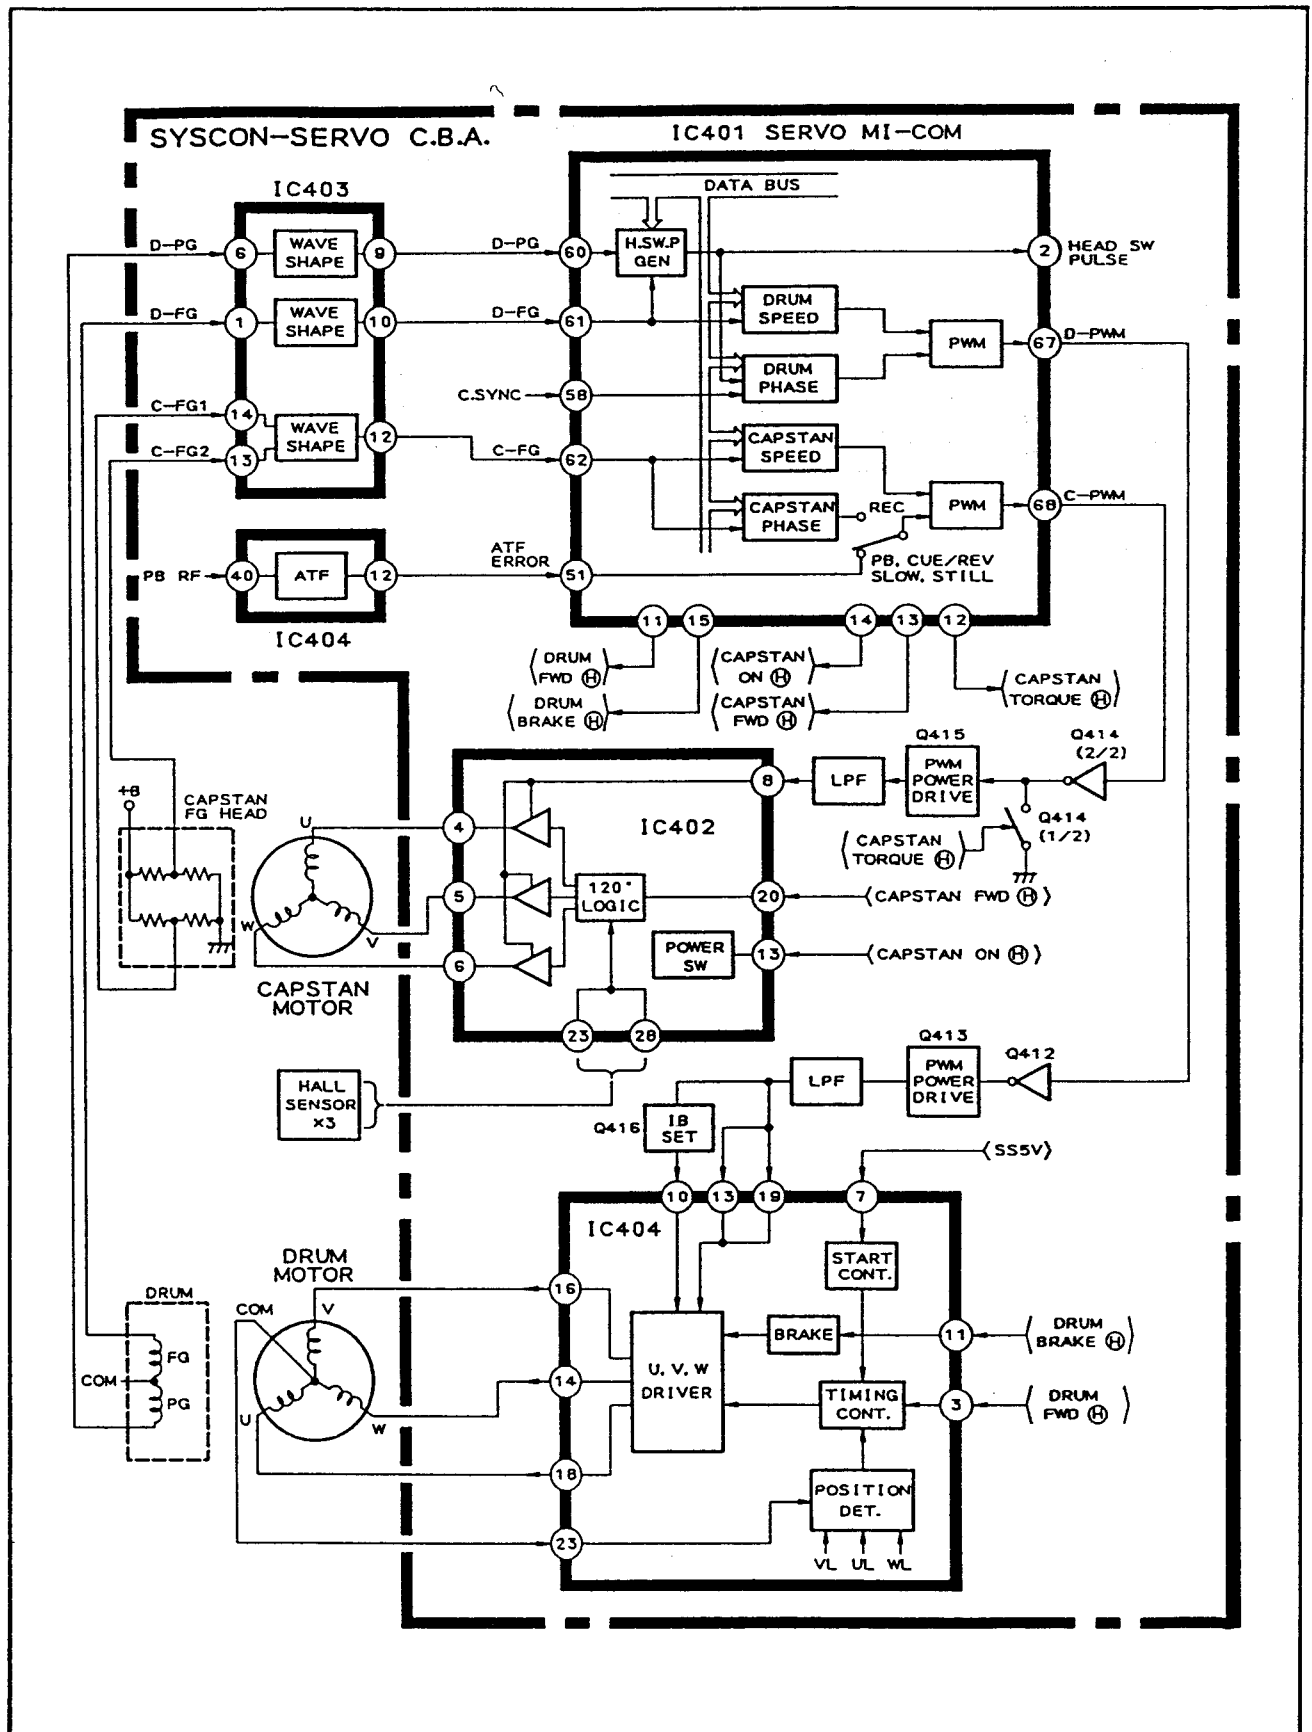 SYSCON-SERVO C.B.A.
IC401 SERVO MI-COM
IC403
DATA BUS
D-PG
6
WAVE
SHAPE
9
D-PG
60
H.SW.P
GEN
2
HEAD SW
PULSE
D-FG
1
WAVE
SHAPE
10
D-FG
61
DRUM
SPEED
PWM
67
D-PWM
C.SYNC
58
DRUM
PHASE
C-FG1
14
C-FG2
13
WAVE
SHAPE
12
C-FG
62
CAPSTAN
SPEED
CAPSTAN
PHASE
REC
PWM
68
C-PWM
PB, CUE/REV
SLOW, STILL
PB RF
40
ATF
12
ATF
ERROR
51
IC404
11
15
14
13
12
DRUM
FWD H
DRUM
BRAKE H
CAPSTAN
ON H
CAPSTAN
FWD H
CAPSTAN
TORQUE H
Q415
Q414
(2/2)
8
LPF
PWM
POWER
DRIVE
Q414
(1/2)
CAPSTAN
TORQUE H
IC402
+B
CAPSTAN
FG HEAD
U
4
5
6
120°
LOGIC
20
CAPSTAN FWD H
POWER
SW
13
CAPSTAN ON H
W
V
CAPSTAN
MOTOR
23
28
HALL
SENSOR
×3
Q413
Q412
LPF
PWM
POWER
DRIVE
Q416
IB
SET
SS5V
10
13
19
7
IC404
START
CONT.
DRUM
MOTOR
DRUM
COM
V
16
FG
COM
PG
U
W
14
18
23
U, V, W
DRIVER
BRAKE
11
DRUM
BRAKE H
TIMING
CONT.
3
DRUM
FWD H
POSITION
DET.
VL UL WL